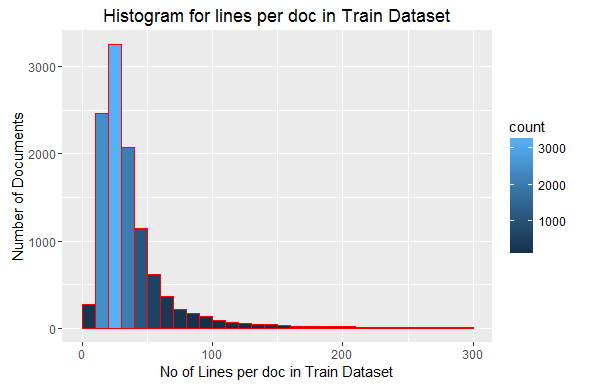 Histogram for lines per doc in Train Dataset
Number of Documents
3000
2000
1000
0
0
100
200
300
No of Lines per doc in Train Dataset
count
3000
2000
1000